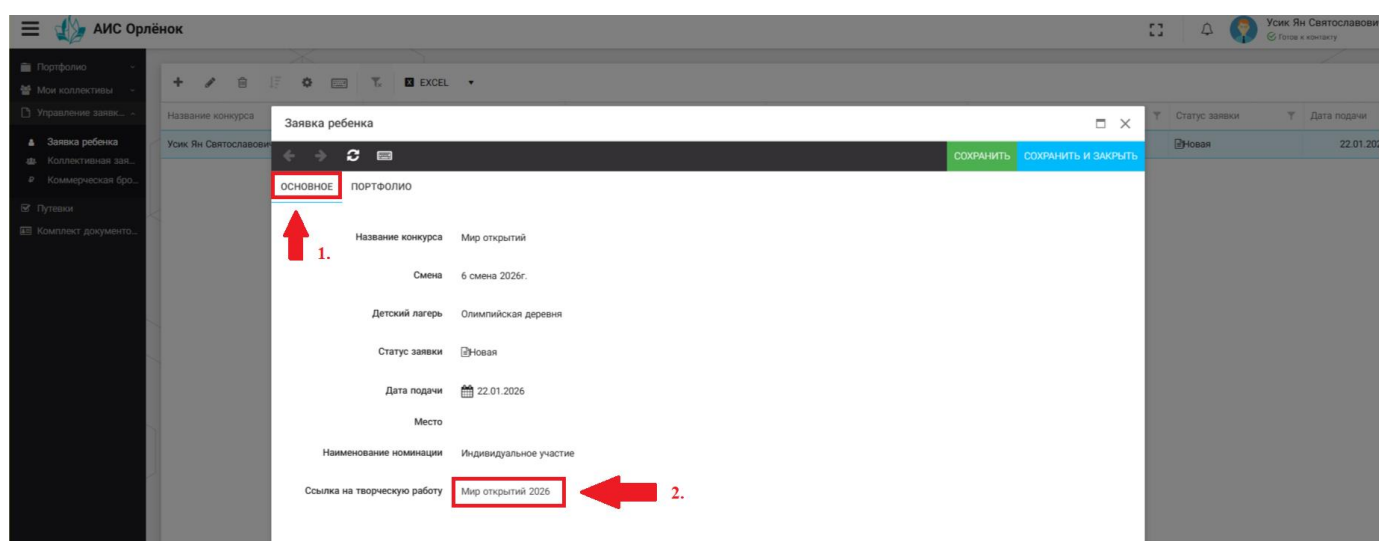 АИС Орлёнок
Усик Ян Святославови
Готов к контакту
Портфолио
Мои коллективы
Управление заявк...
Заявка ребенка
Коллективная зая...
Коммерческая бро...
Путевки
Комплект документо...
EXCEL
Название конкурса
Статус заявки
Дата подачи
Усик Ян Святославович
Новая
22.01.202
Заявка ребенка
СОХРАНИТЬ
СОХРАНИТЬ И ЗАКРЫТЬ
ОСНОВНОЕ
ПОРТФОЛИО
1.
Название конкурса Мир открытий
Смена 6 смена 2026г.
Детский лагерь Олимпийская деревня
Статус заявки Новая
Дата подачи 22.01.2026
Место
Наименование номинации Индивидуальное участие
Ссылка на творческую работу Мир открытий 2026
2.